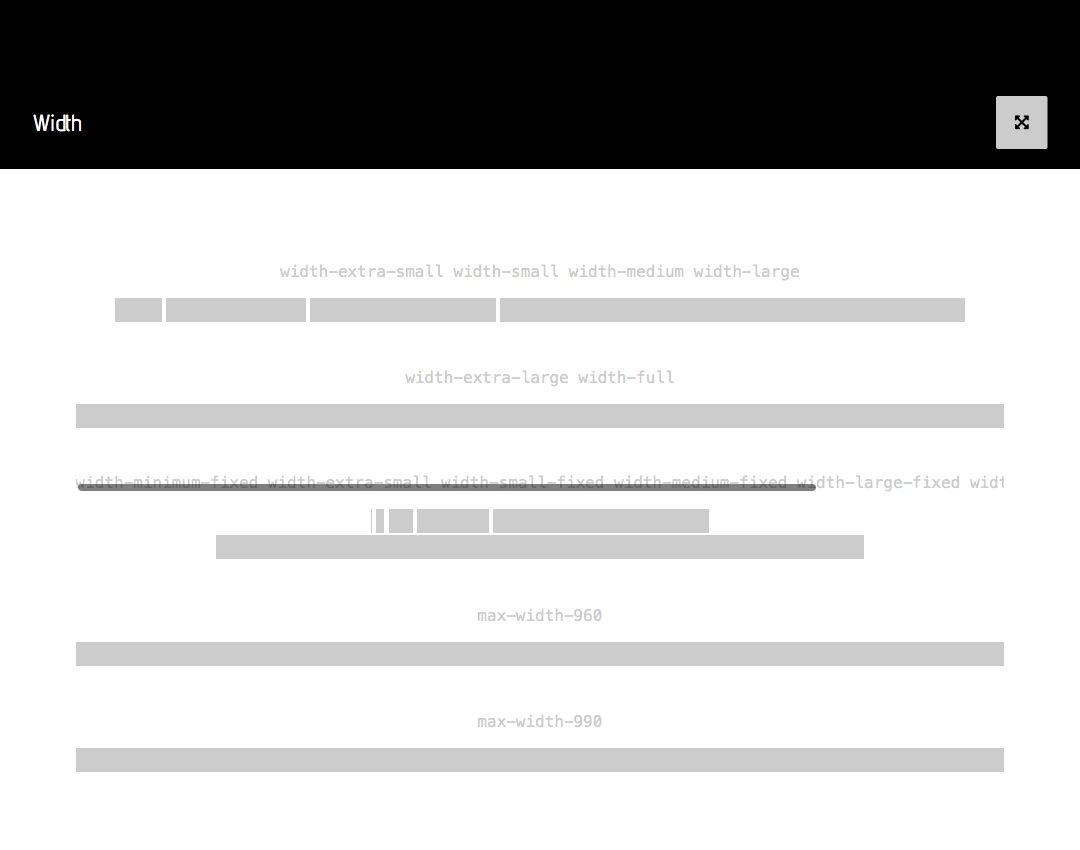 Width
width-extra-small width-small width-medium width-large
width-extra-large width-full
width-minimum-fixed width-extra-small width-small-fixed width-medium-fixed width-large-fixed
max-width-960
max-width-990